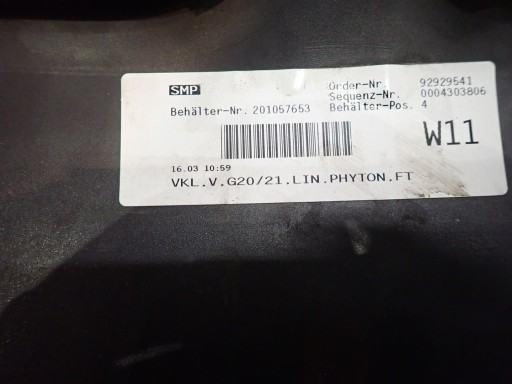 SMP
Order-Nr. 92929541
Sequenz-Nr. 0004303806
Behälter-Nr. 201057653 Behälter-Pos. 4
W11
16.03 10:59
VKL.V.G20/21.LIN.PHYTON.FT